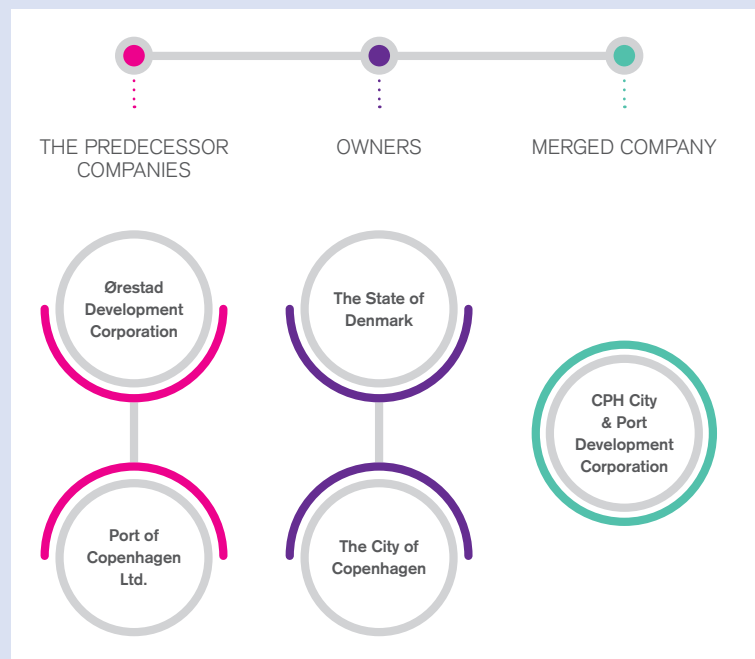 THE PREDECESSOR
COMPANIES
OWNERS
MERGED COMPANY
Ørestad
Development
Corporation
The State of
Denmark
CPH City
& Port
Development
Corporation
Port of
Copenhagen
Ltd.
The City of
Copenhagen